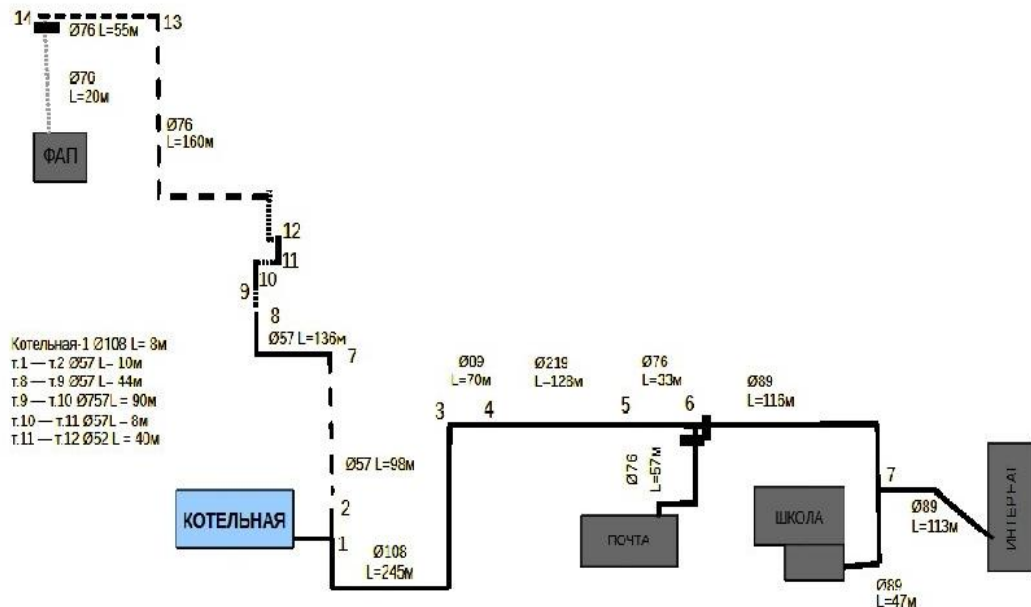 14
Ø76 L=55м
13
Ø70
L=20м
ФАП
Ø76
L=160м
12
11
10
9
8
Ø57 L=136м
7
Котельная-1 Ø108 L= 8м
т.1 — т.2 Ø57 L= 10м
т.8 — т.9 Ø57 L= 44м
т.9 — т.10 Ø757L = 90м
т.10 — т.11 Ø57L= 8м
т.11 — т.12 Ø52 L = 40м
Ø09
L=70м
Ø219
L=128м
Ø76
L=33м
Ø89
L=116м
3
4
5
6
Ø57 L=98м
Ø76
L=57м
2
КОТЕЛЬНАЯ
1
Ø108
L=245м
ПОЧТА
ШКОЛА
7
Ø89
L=113м
ИНТЕРНАТ
Ø89
L=47м